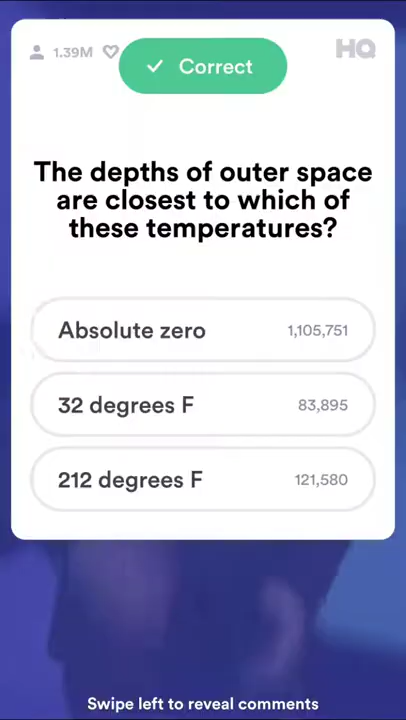 1.39M
HQ
Correct
The depths of outer space
are closest to which of
these temperatures?
Absolute zero 1,105,751
32 degrees F 83,895
212 degrees F 121,580
Swipe left to reveal comments